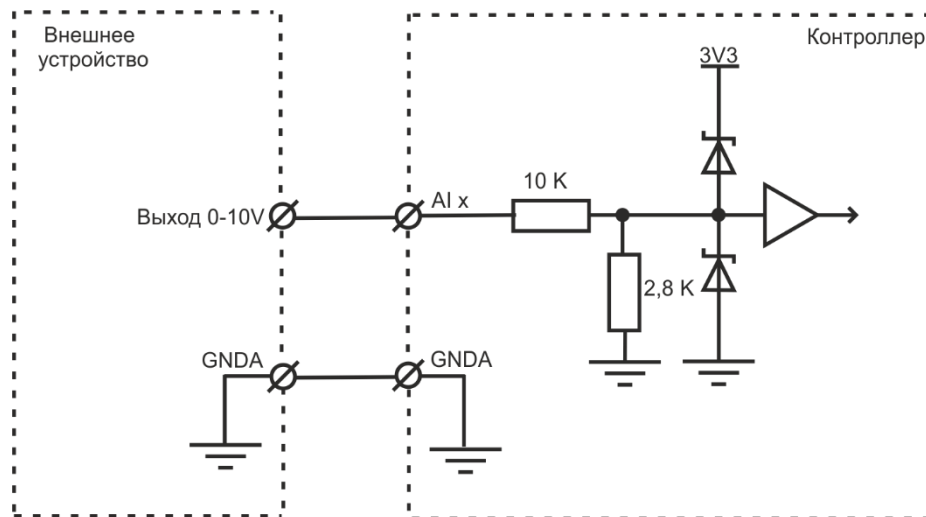 Внешнее
устройство
Контроллер
3V3
10 K
AI x
Выход 0-10V
2,8 K
GNDA
GNDA